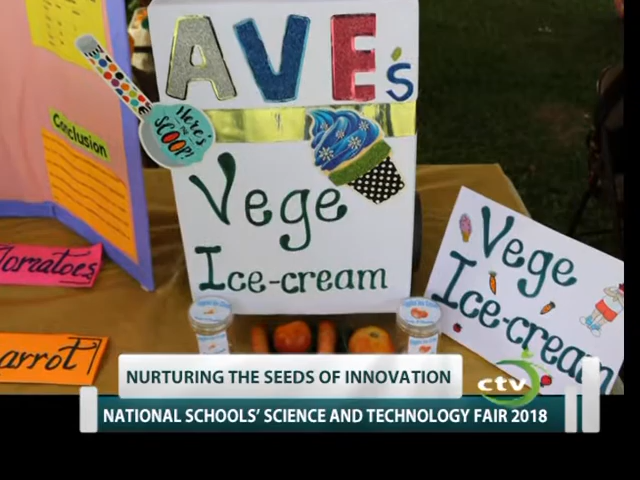 AVE's
Here's
the
SCOOP!
Conclusion
Vege
Ice-cream
Tomatoes
Vege
Ice-cream
arrot
NURTURING THE SEEDS OF INNOVATION
ctv
NATIONAL SCHOOLS' SCIENCE AND TECHNOLOGY FAIR 2018